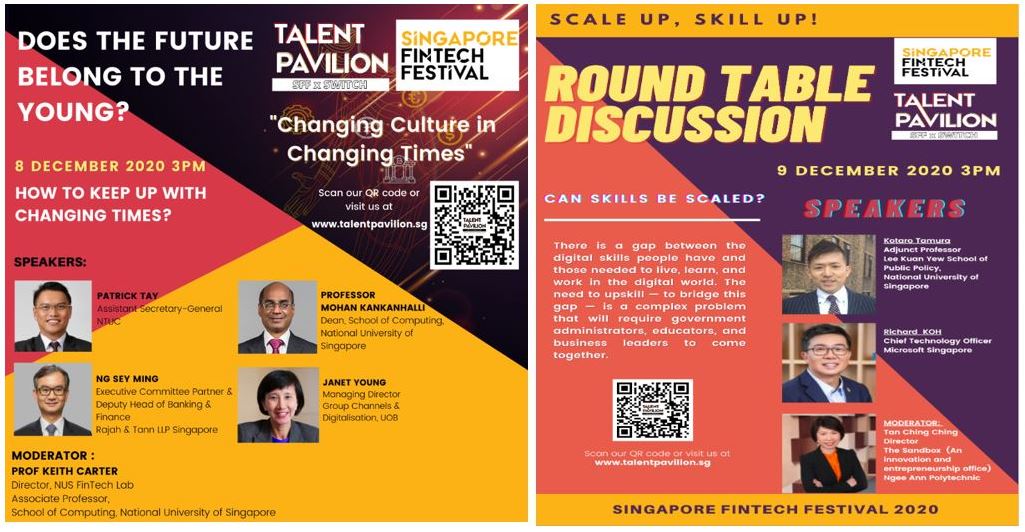 DOES THE FUTURE
BELONG TO THE
YOUNG?
8 DECEMBER 2020 3PM
HOW TO KEEP UP WITH
CHANGING TIMES?
TALENT
PAVILION
SFF x SWITCH
SINGAPORE
FINTECH
FESTIVAL
"Changing Culture in
Changing Times"
Scan our QR code or
visit us at
www.talentpavilion.sg
TALENT
PAVILION
SPEAKERS:
PATRICK TAY
Assistant Secretary-General
NTUC
PROFESSOR
MOHAN KANKANHALLI
Dean, School of Computing,
National University of
Singapore
NG SEY MING
Executive Committee Partner &
Deputy Head of Banking &
Finance
Rajah & Tann LLP Singapore
JANET YOUNG
Managing Director
Group Channels &
Digitalisation, UOB
MODERATOR :
PROF KEITH CARTER
Director, NUS FinTech Lab
Associate Professor,
School of Computing, National University of Singapore
SCALE UP, SKILL UP!
ROUND TABLE
DISCUSSION
SINGAPORE
FINTECH
FESTIVAL
TALENT
PAVILION
SFF x SWITCH
9 DECEMBER 2020 3PM
CAN SKILLS BE SCALED?
There is a gap between the
digital skills people have and
those needed to live, learn, and
work in the digital world. The
need to upskill — to bridge this
gap — is a complex problem
that will require government
administrators, educators, and
business leaders to come
together.
TALENT
PAVILION
Scan our QR code or visit us at
www.talentpavilion.sg
SPEAKERS
Kotaro Tamura
Adjunct Professor
Lee Kuan Yew School of
Public Policy,
National University of
Singapore
Richard KOH
Chief Technology Officer
Microsoft Singapore
MODERATOR:
Tan Ching Ching
Director
The Sandbox (An
innovation and
entrepreneurship office)
Ngee Ann Polytechnic
SINGAPORE FINTECH FESTIVAL 2020